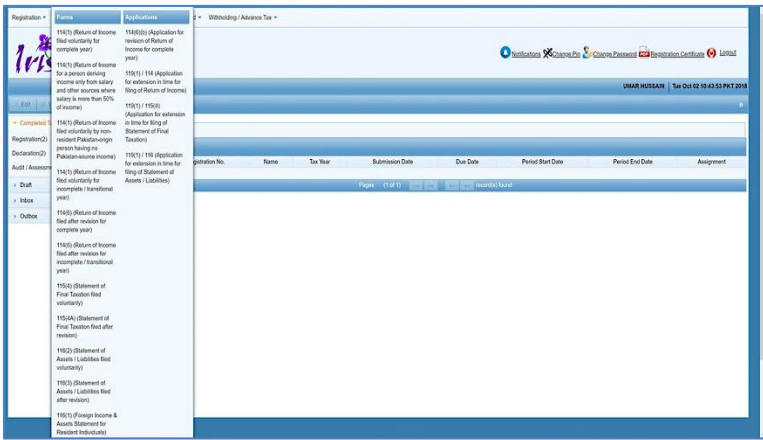 Registration
Withholding / Advance Tax
Iris
Notifications Change Pin Change Password Registration Certificate Logout
UMAR HUSSAIN Tue Oct 02 10:43:53 PKT 2018
Edit
Forms
14(1) (Return of Income
filed voluntarily for
complete year)
114(1) (Return of Income
for a person deriving
income only from salary
and other sources where
salary is more than 50%
of income)
114(1) (Return of Income
filed voluntarily by non-
resident Pakistan-origin
person having no
Pakistan-source income)
114(1) (Return of Income
filed voluntarily for
incomplete / transitional
year)
114(6) (Return of Income
filed after revision for
complete year)
114(6) (Return of Income
filed after revision for
incomplete / transitional
year)
115(4) (Statement of
Final Taxation filed
voluntarily)
115(4A) (Statement of
Final Taxation filed after
revision)
116(2) (Statement of
Assets / Liabilities filed
voluntarily)
116(3) (Statement of
Assets / Liabilities filed
after revision)
116(1) (Foreign Income &
Assets Statement for
Resident Individuals)
Applications
114(6)(b) (Application for
revision of Return of
Income for complete
year)
119(1) / 114 (Application
for extension in time for
filing of Return of Income)
119(1) / 115(4)
(Application for extension
in time for filing of
Statement of Final
Taxation)
119(1) / 116 (Application
for extension in time for
filing of Statement of
Assets / Liabilities)
Completed T
Registration(2)
Declaration(2)
Audit / Assessme
Draft
Inbox
Outbox
gistration No. Name Tax Year Submission Date Due Date Period Start Date Period End Date Assignment
Pages (1 of 1) record(s) found